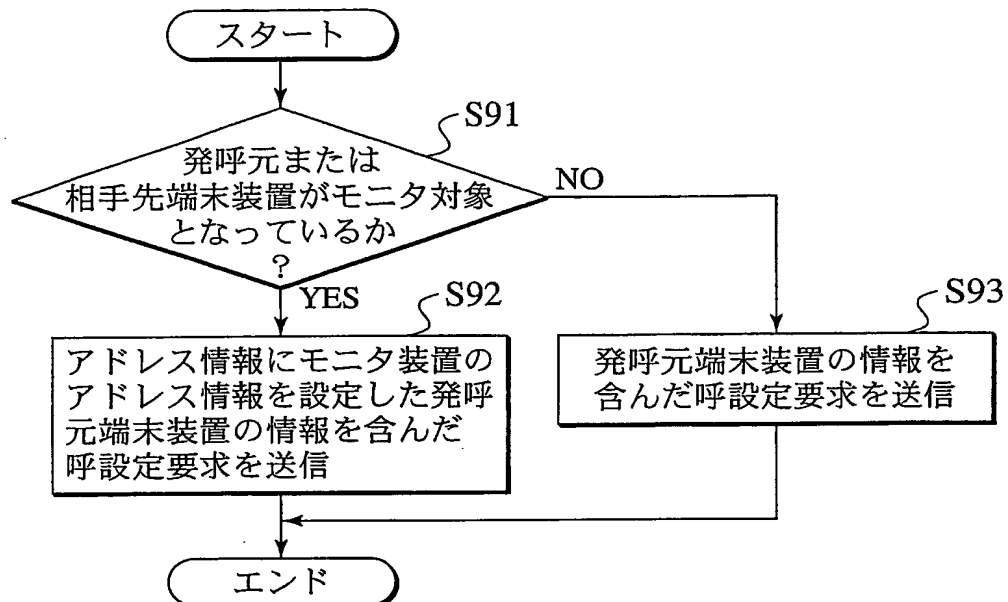 スタート
S91
発呼元または
相手先端末装置がモニタ対象
となっているか
?
NO
YES
S92
アドレス情報にモニタ装置の
アドレス情報を設定した発呼
元端末装置の情報を含んだ
呼設定要求を送信
S93
発呼元端末装置の情報を
含んだ呼設定要求を送信
エンド